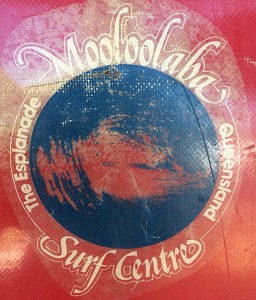 Mooloolaba
The Esplanade
Queensland
Surf Centre